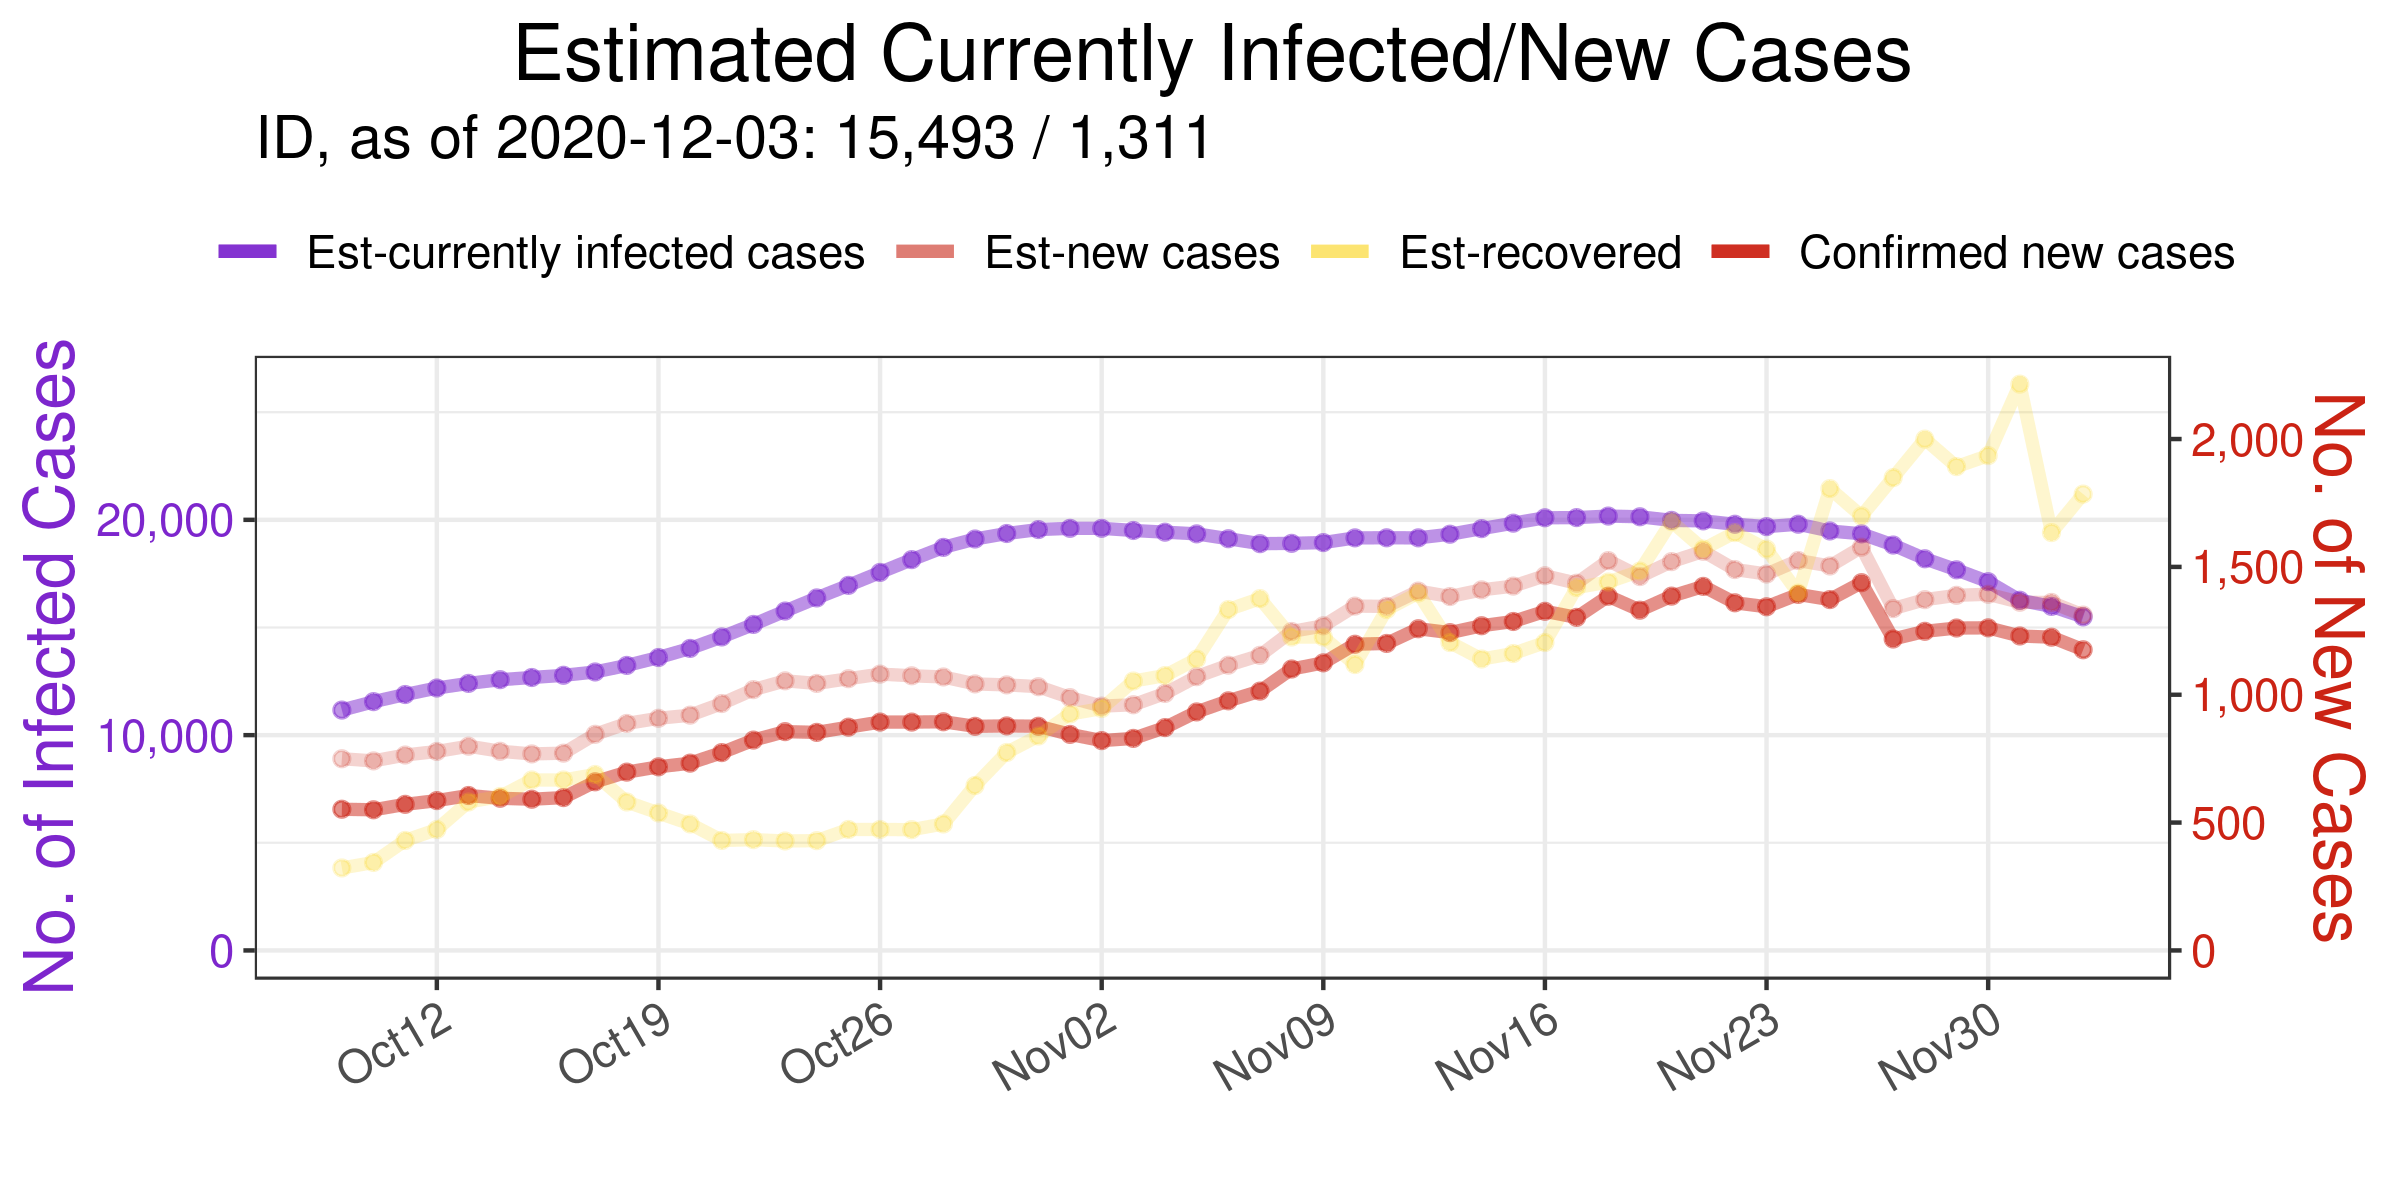 Estimated Currently Infected/New Cases
ID, as of 2020-12-03: 15,493 / 1,311
Est-currently infected cases
Est-new cases
Est-recovered
Confirmed new cases
No. of Infected Cases
20,000
10,000
0
2,000
1,500
1,000
500
0
No. of New Cases
Oct12
Oct19
Oct26
Nov02
Nov09
Nov16
Nov23
Nov30